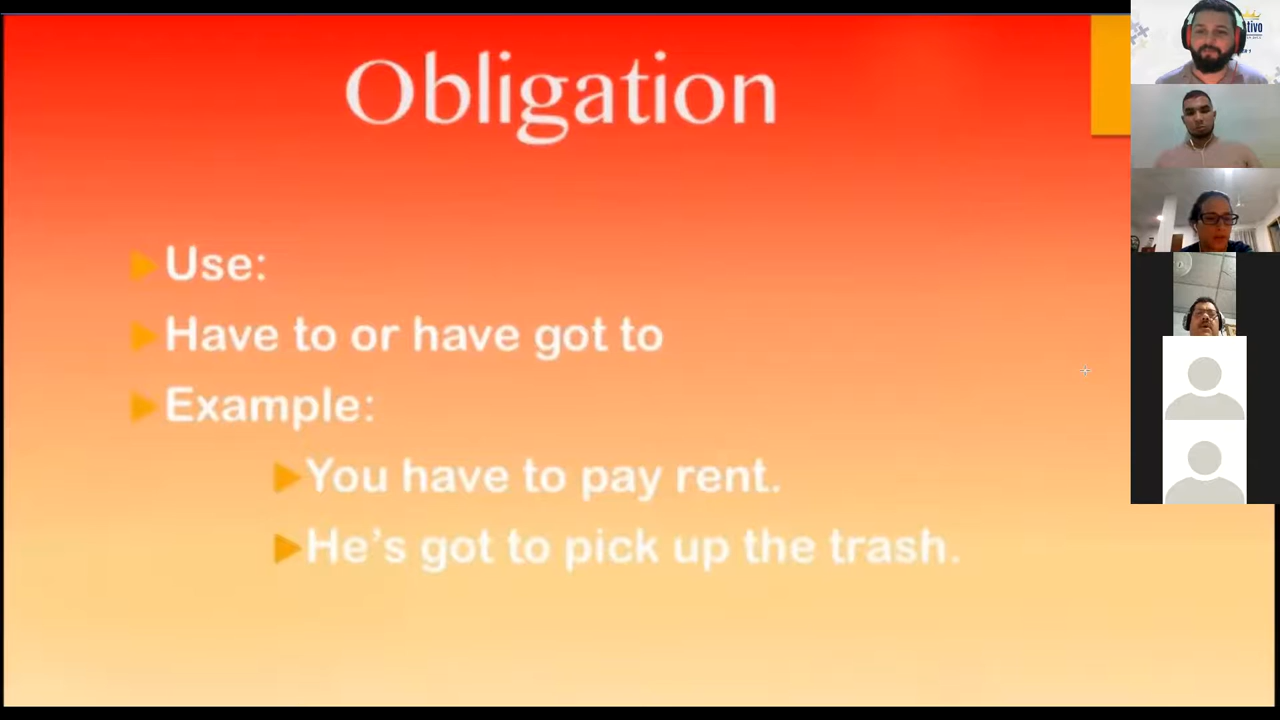 Obligation
Use:
Have to or have got to
Example:
You have to pay rent.
He's got to pick up the trash.
tivo